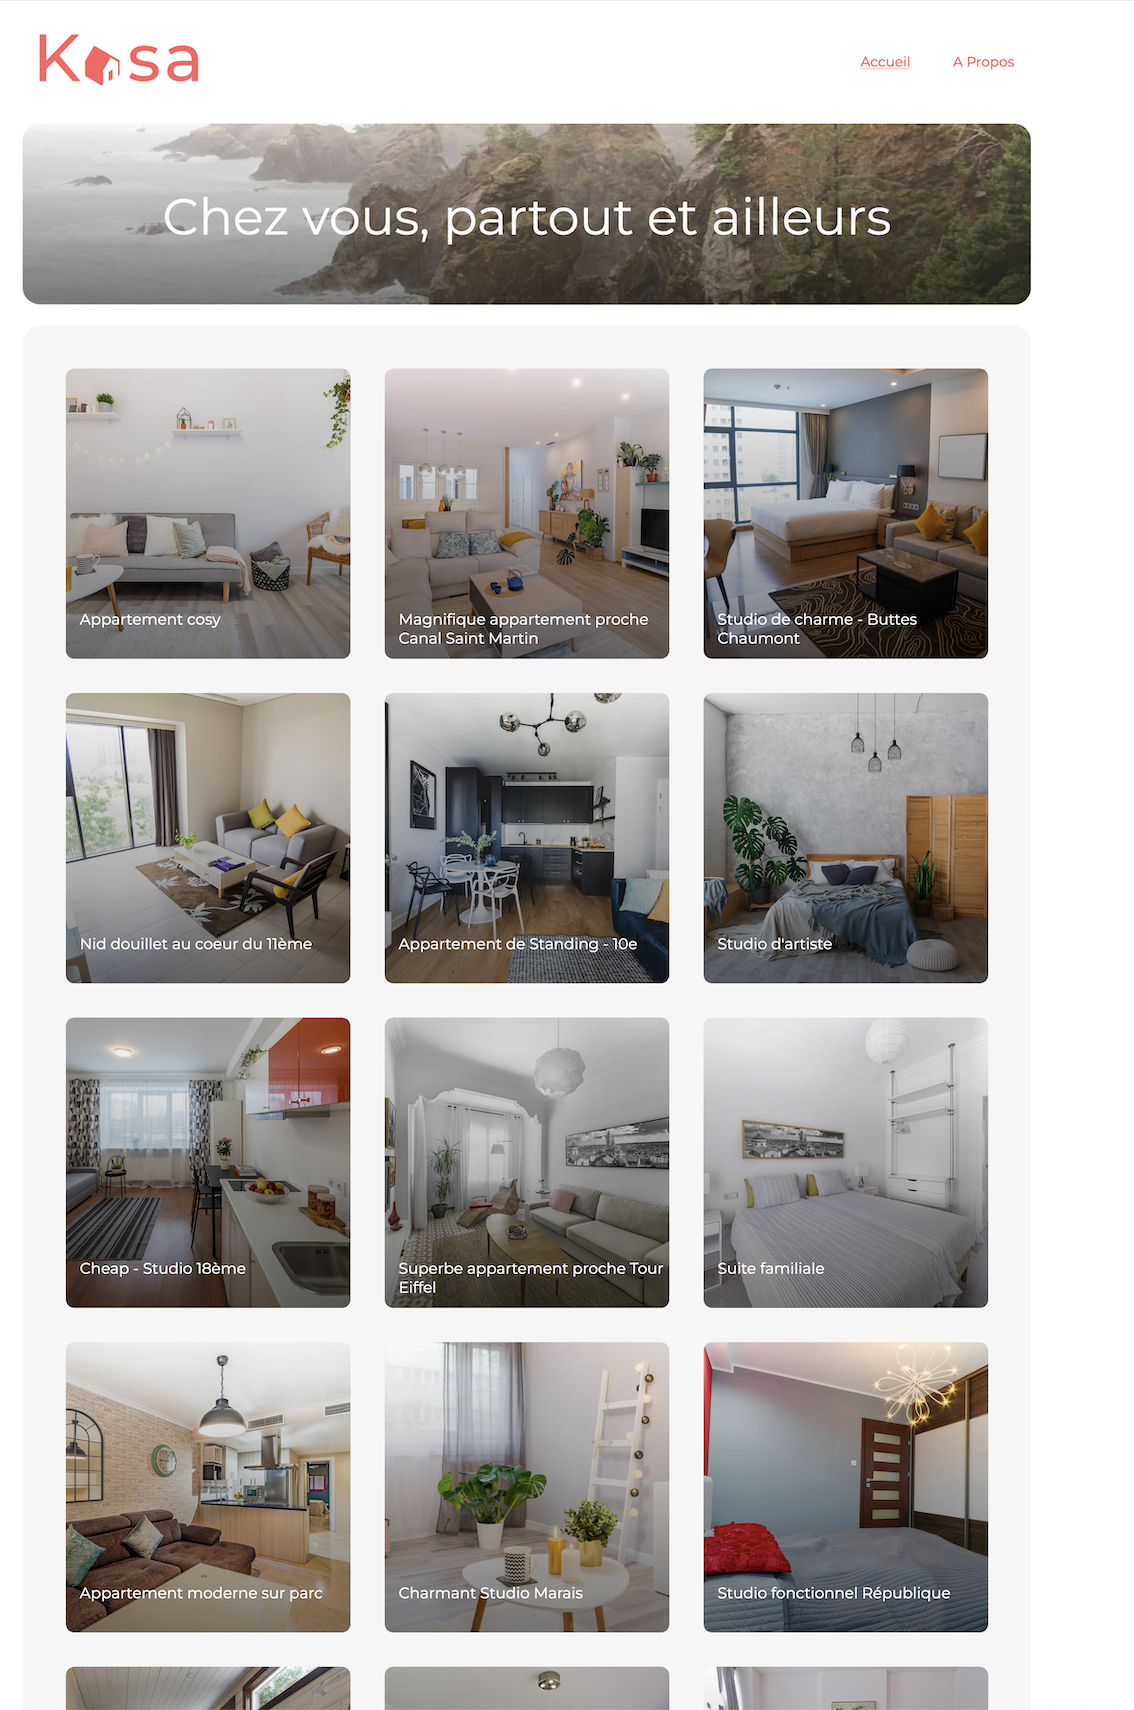 Kasa
Accueil
A Propos
Chez vous, partout et ailleurs
Appartement cosy
Magnifique appartement proche
Canal Saint Martin
Studio de charme - Buttes
Chaumont
Nid douillet au coeur du 11ème
Appartement de Standing - 10e
Studio d'artiste
Cheap - Studio 18ème
Superbe appartement proche Tour
Eiffel
Suite familiale
Appartement moderne sur parc
Charmant Studio Marais
Studio fonctionnel République